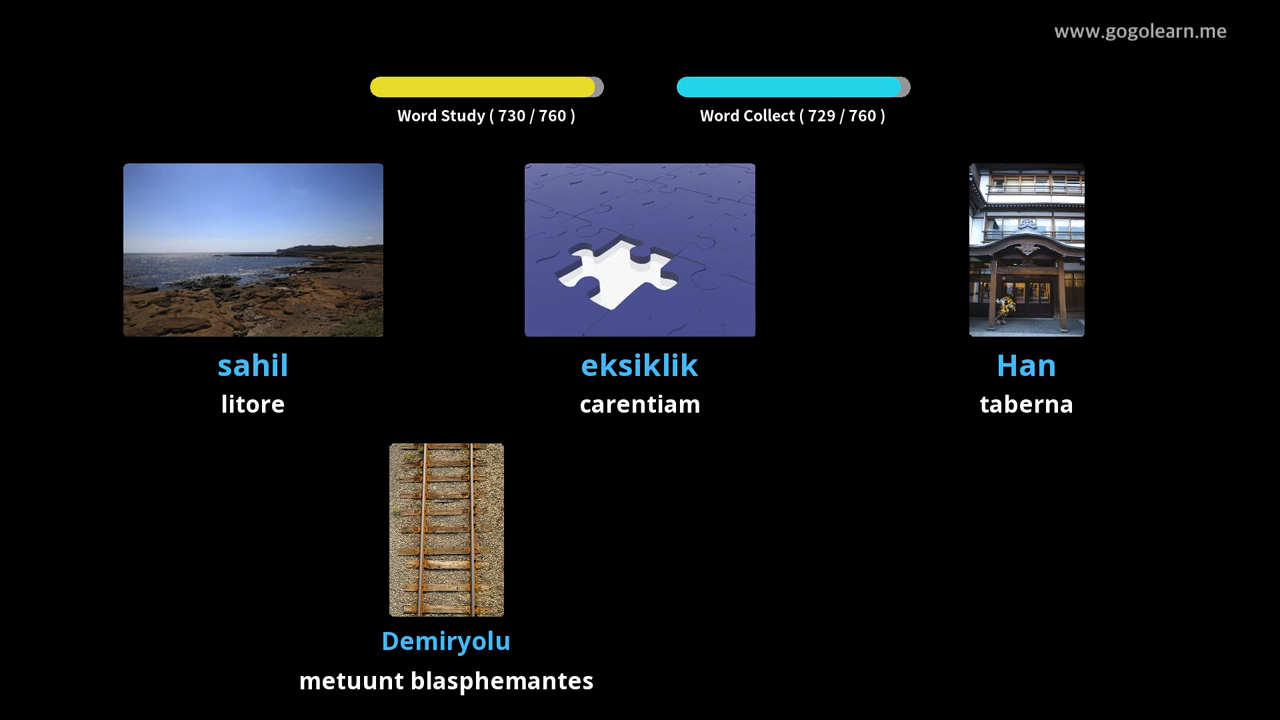 www.gogolearn.me
Word Study ( 730 / 760 )
Word Collect ( 729 / 760 )
sahil
litore
eksiklik
carentiam
Han
taberna
Demiryolu
metuunt blasphemantes